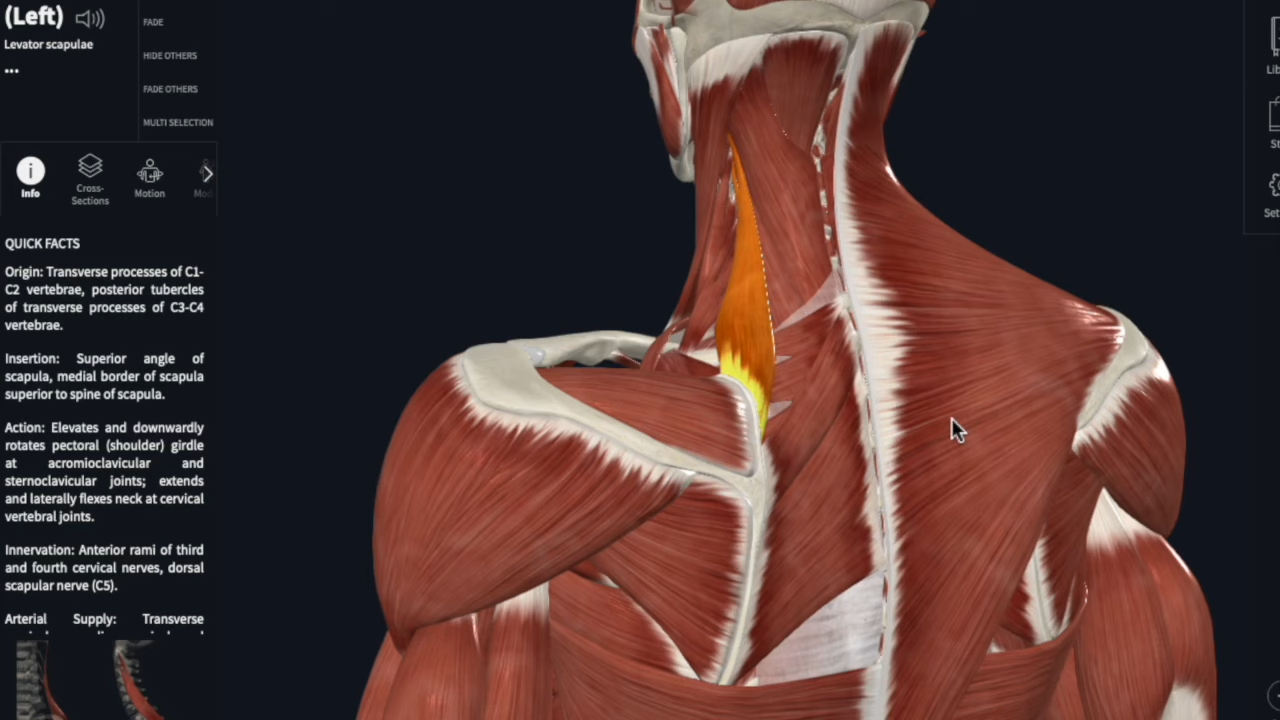 (Left)
Levator scapulae
FADE
HIDE OTHERS
FADE OTHERS
MULTI SELECTION
Info
Cross-
Sections
Motion
QUICK FACTS
Origin: Transverse processes of C1-
C2 vertebrae, posterior tubercles
of transverse processes of C3-C4
vertebrae.
Insertion: Superior angle of
scapula, medial border of scapula
superior to spine of scapula.
Action: Elevates and downwardly
rotates pectoral (shoulder) girdle
at acromioclavicular and
sternoclavicular joints; extends
and laterally flexes neck at cervical
vertebral joints.
Innervation: Anterior rami of third
and fourth cervical nerves, dorsal
scapular nerve (C5).
Arterial Supply: Transverse
Lib
St
Set